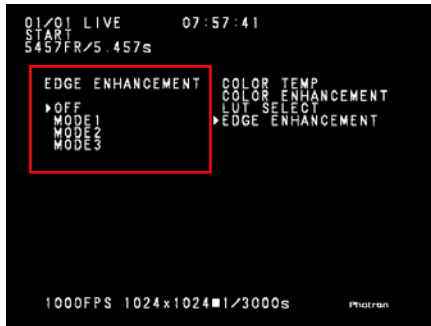 01/01 LIVE 07:57:41
START
5457FR/5.457s
EDGE ENHANCEMENT
▶OFF
MODE1
MODE2
MODE3
COLOR TEMP
COLOR ENHANCEMENT
LUT SELECT
▶EDGE ENHANCEMENT
1000FPS 1024x1024■1/3000s Photron